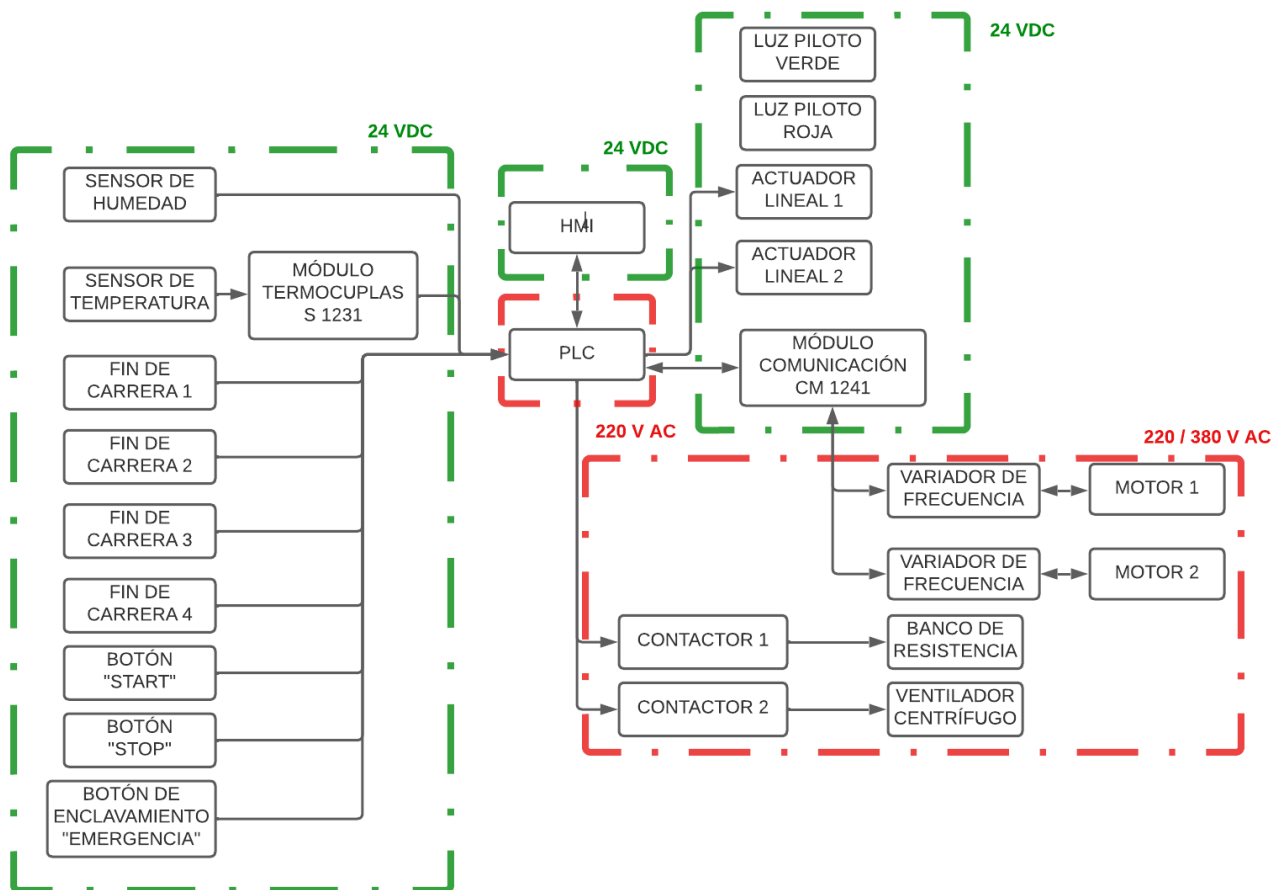 24 VDC
SENSOR DE
HUMEDAD
SENSOR DE
TEMPERATURA
MÓDULO
TERMOCUPLAS
S 1231
FIN DE
CARRERA 1
FIN DE
CARRERA 2
FIN DE
CARRERA 3
FIN DE
CARRERA 4
BOTÓN
"START"
BOTÓN
"STOP"
BOTÓN DE
ENCLAVAMIENTO
"EMERGENCIA"
24 VDC
HMI
PLC
220 V AC
24 VDC
LUZ PILOTO
VERDE
LUZ PILOTO
ROJA
ACTUADOR
LINEAL 1
ACTUADOR
LINEAL 2
MÓDULO
COMUNICACIÓN
CM 1241
220 / 380 V AC
VARIADOR DE
FRECUENCIA
MOTOR 1
VARIADOR DE
FRECUENCIA
MOTOR 2
CONTACTOR 1
BANCO DE
RESISTENCIA
CONTACTOR 2
VENTILADOR
CENTRÍFUGO